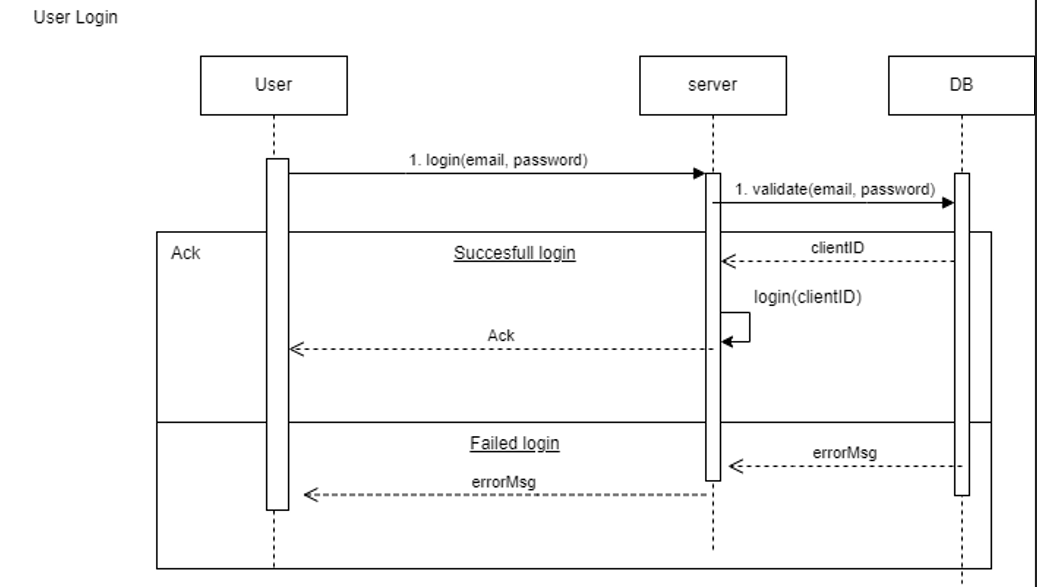 User Login
User
server
DB
1. login(email, password)
1. validate(email, password)
Ack
Succesfull login
clientID
login(clientID)
Ack
Failed login
errorMsg
errorMsg